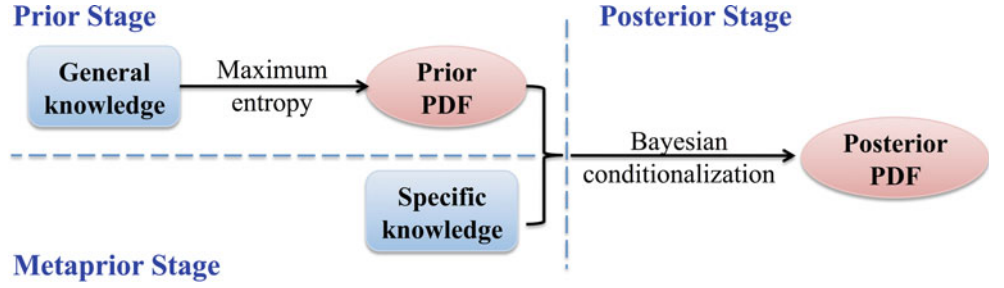 Prior Stage
Posterior Stage
General
knowledge
Maximum
entropy
Prior
PDF
Bayesian
conditionalization
Posterior
PDF
Specific
knowledge
Metaprior Stage